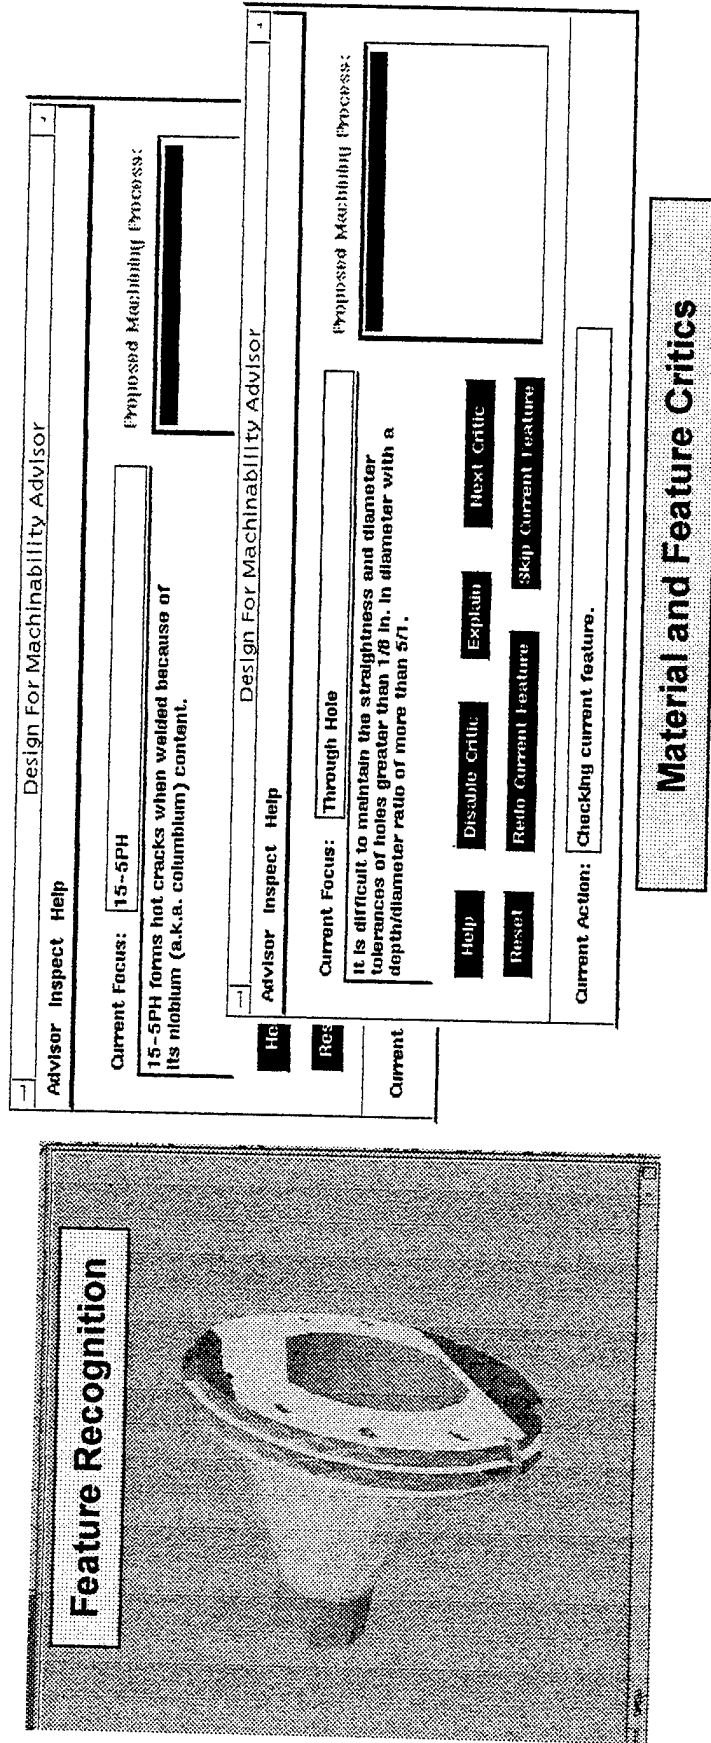 Feature Recognition
Design For Machinability Advisor
Advisor Inspect Help
Current Focus: 15-5PH
Proposed Machining Process:
15-5PH forms hot cracks when welded because of
its niobium (a.k.a. columbium) content.
He
Res
Current
Design For Machinability Advisor
Advisor Inspect Help
Current Focus: Through Hole
Proposed Machining Process:
It is difficult to maintain the straightness and diameter
tolerances of holes greater than 1/8 in. in diameter with a
depth/diameter ratio of more than 5/1.
Help Disable Critic Explain Next Critic
Reset Redo Current Feature Skip Current Feature
Current Action: Checking current feature.
Material and Feature Critics